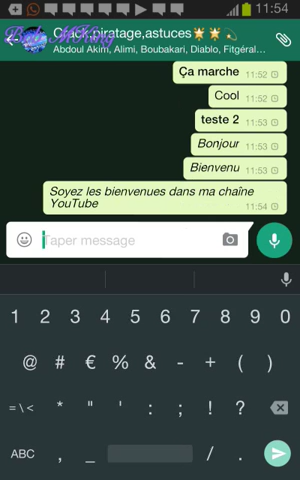 11:54
Crack,piratage,astuces🌟🌟💫
Abdoul Akim, Alimi, Boubakari, Diablo, Fitgéral…
Ça marche 11:52
Cool 11:52
teste 2 11:53
Bonjour 11:53
Bienvenu 11:53
Soyez les bienvenues dans ma chaîne
YouTube 11:54
Taper message
1 2 3 4 5 6 7 8 9 0
@ # € % & - + ( )
=\< * " ' : ; ! ?
ABC , _ / .